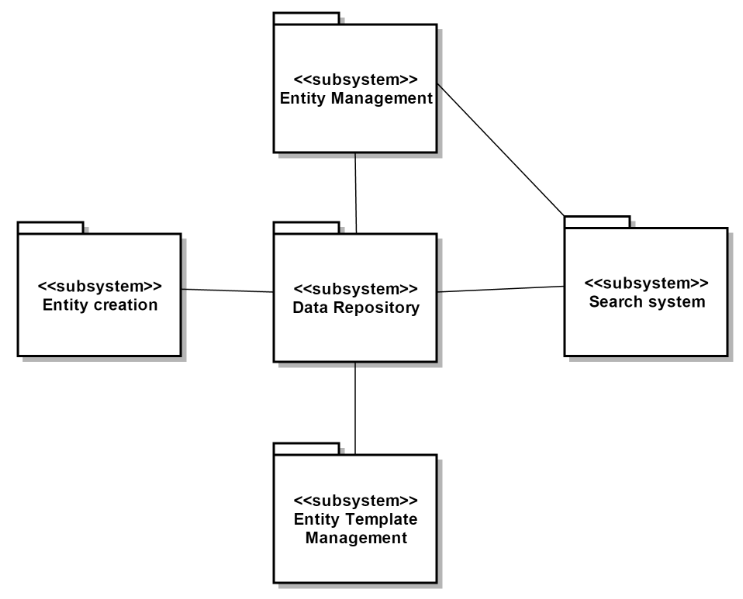 <<subsystem>>
Entity Management
<<subsystem>>
Entity creation
<<subsystem>>
Data Repository
<<subsystem>>
Search system
<<subsystem>>
Entity Template
Management